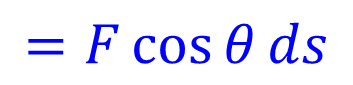 = F cos θ ds